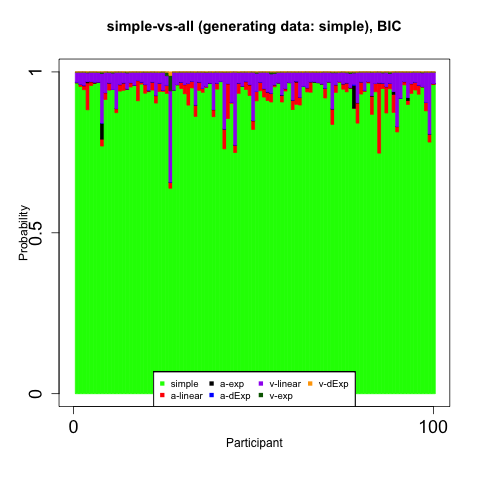 simple-vs-all (generating data: simple), BIC
1
0.5
0
Probability
simple a-exp v-linear v-dExp
a-linear a-dExp v-exp
0 100
Participant